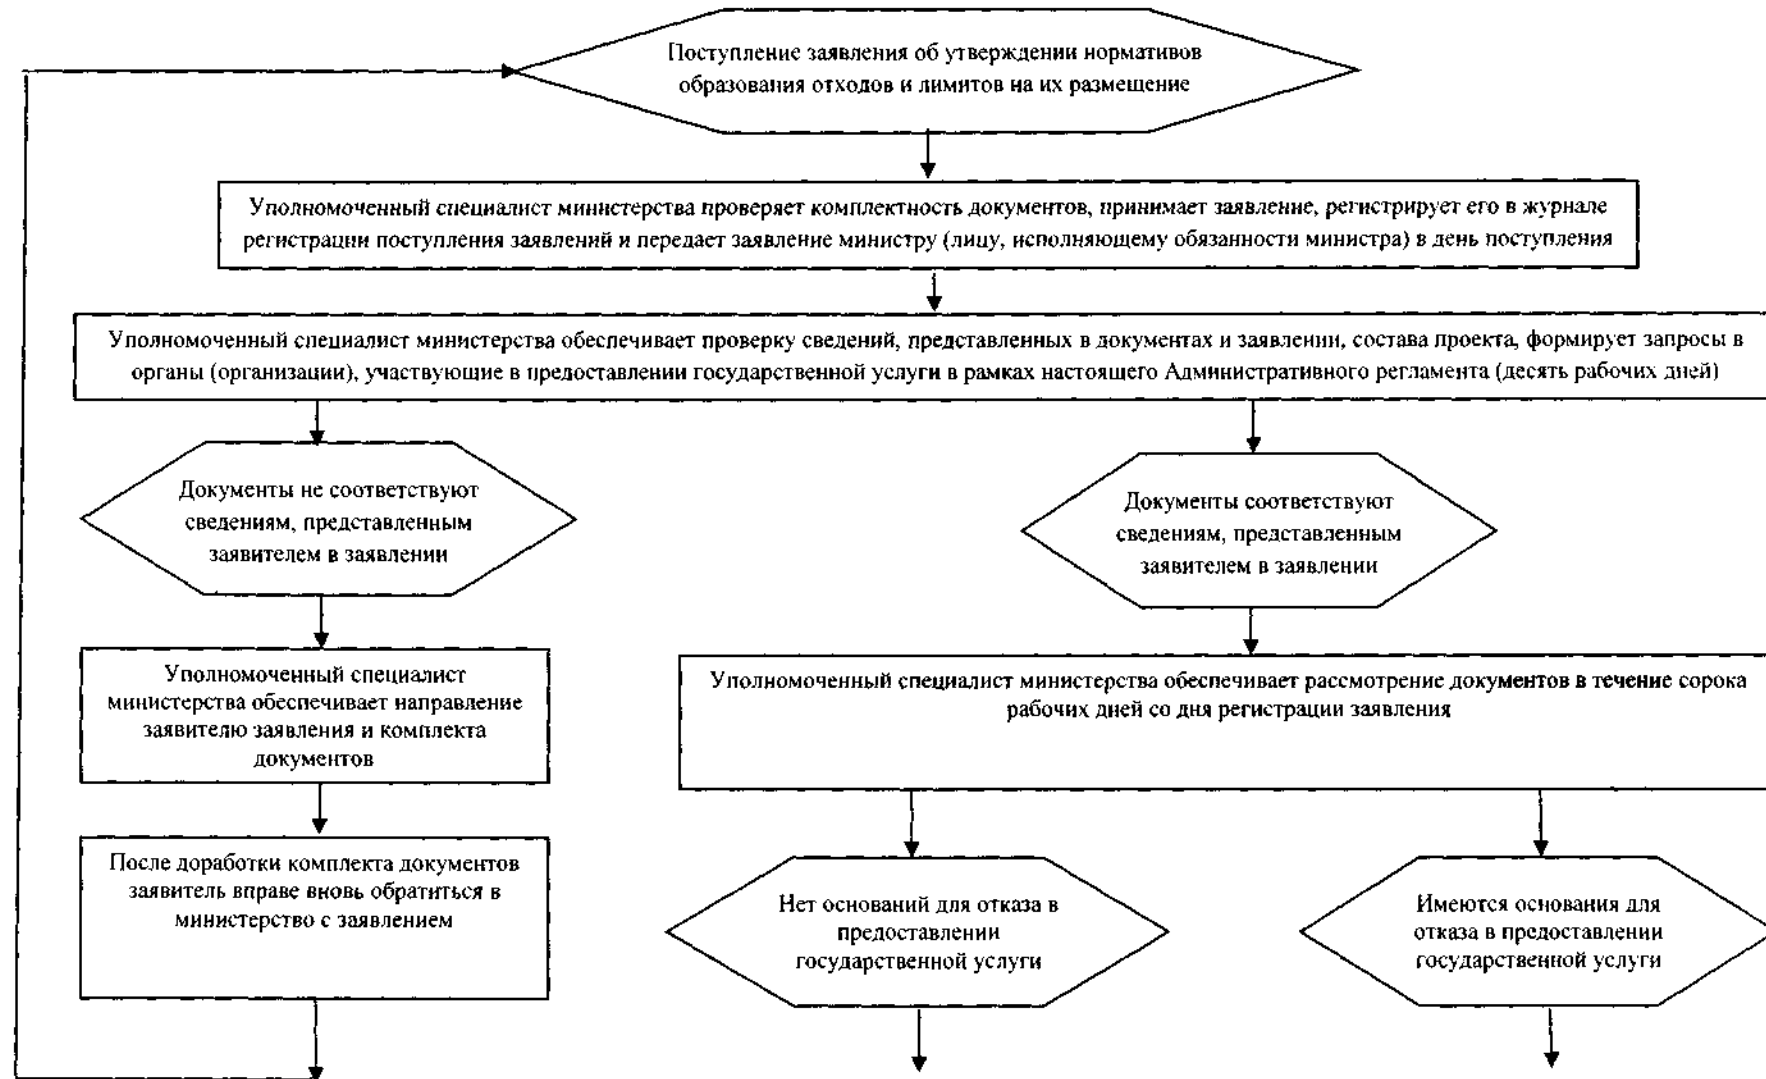 Поступление заявления об утверждении нормативов
образования отходов и лимитов на их размещение
Уполномоченный специалист министерства проверяет комплектность документов, принимает заявление, регистрирует его в журнале
регистрации поступления заявлений и передает заявление министру (лицу, исполняющему обязанности министра) в день поступления
Уполномоченный специалист министерства обеспечивает проверку сведений, представленных в документах и заявлении, состава проекта, формирует запросы в
органы (организации), участвующие в предоставлении государственной услуги в рамках настоящего Административного регламента (десять рабочих дней)
Документы не соответствуют
сведениям, представленным
заявителем в заявлении
Документы соответствуют
сведениям, представленным
заявителем в заявлении
Уполномоченный специалист
министерства обеспечивает направление
заявителю заявления и комплекта
документов
Уполномоченный специалист министерства обеспечивает рассмотрение документов в течение сорока
рабочих дней со дня регистрации заявления
После доработки комплекта документов
заявитель вправе вновь обратиться в
министерство с заявлением
Нет оснований для отказа в
предоставлении
государственной услуги
Имеются основания для
отказа в предоставлении
государственной услуги